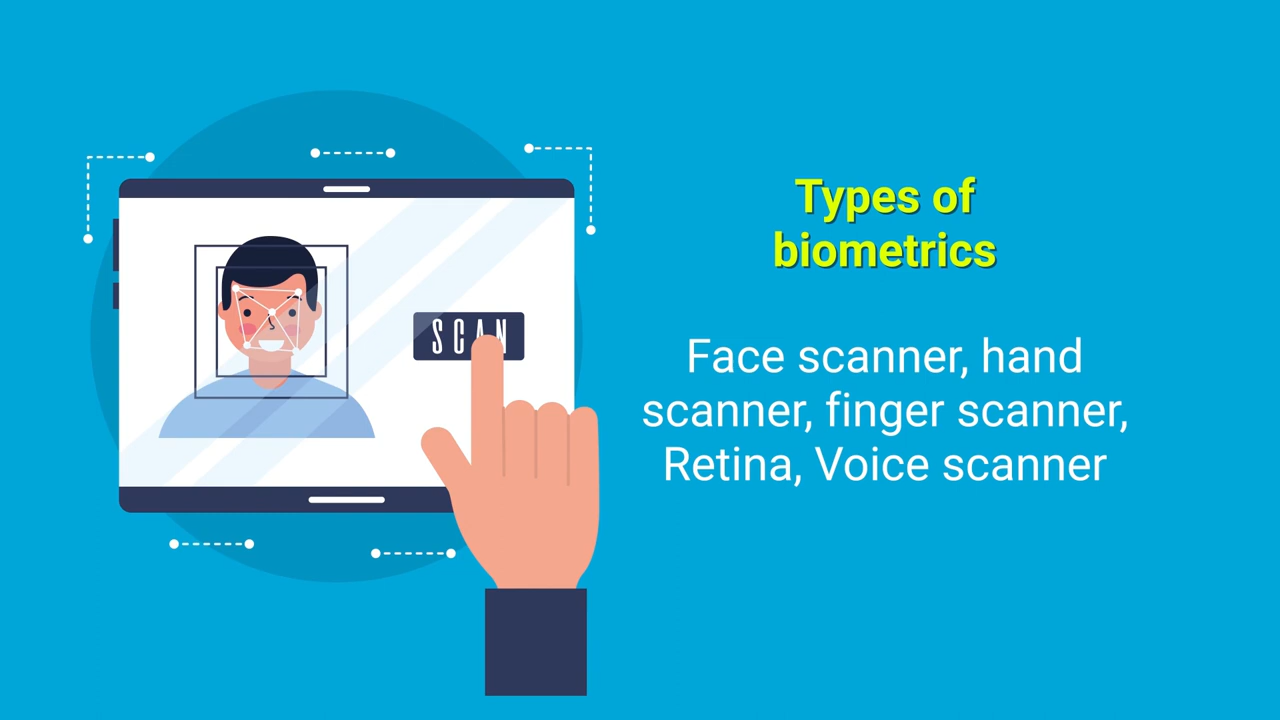 SCAN
Types of
biometrics
Face scanner, hand
scanner, finger scanner,
Retina, Voice scanner